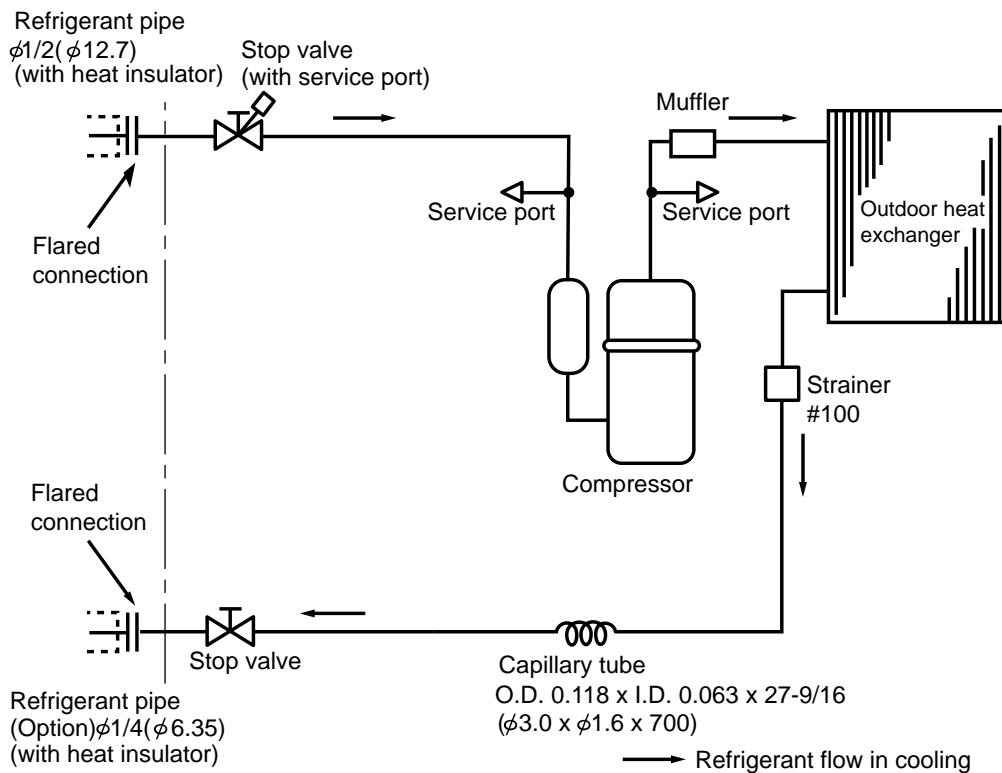 Refrigerant pipe
ϕ1/2( ϕ12.7)
(with heat insulator)
Stop valve
(with service port)
Muffler
Service port
Service port
Outdoor heat
exchanger
Flared
connection
Strainer
#100
Compressor
Flared
connection
Stop valve
Capillary tube
O.D. 0.118 x I.D. 0.063 x 27-9/16
(ϕ3.0 x ϕ1.6 x 700)
Refrigerant pipe
(Option)ϕ1/4(ϕ6.35)
(with heat insulator)
Refrigerant flow in cooling